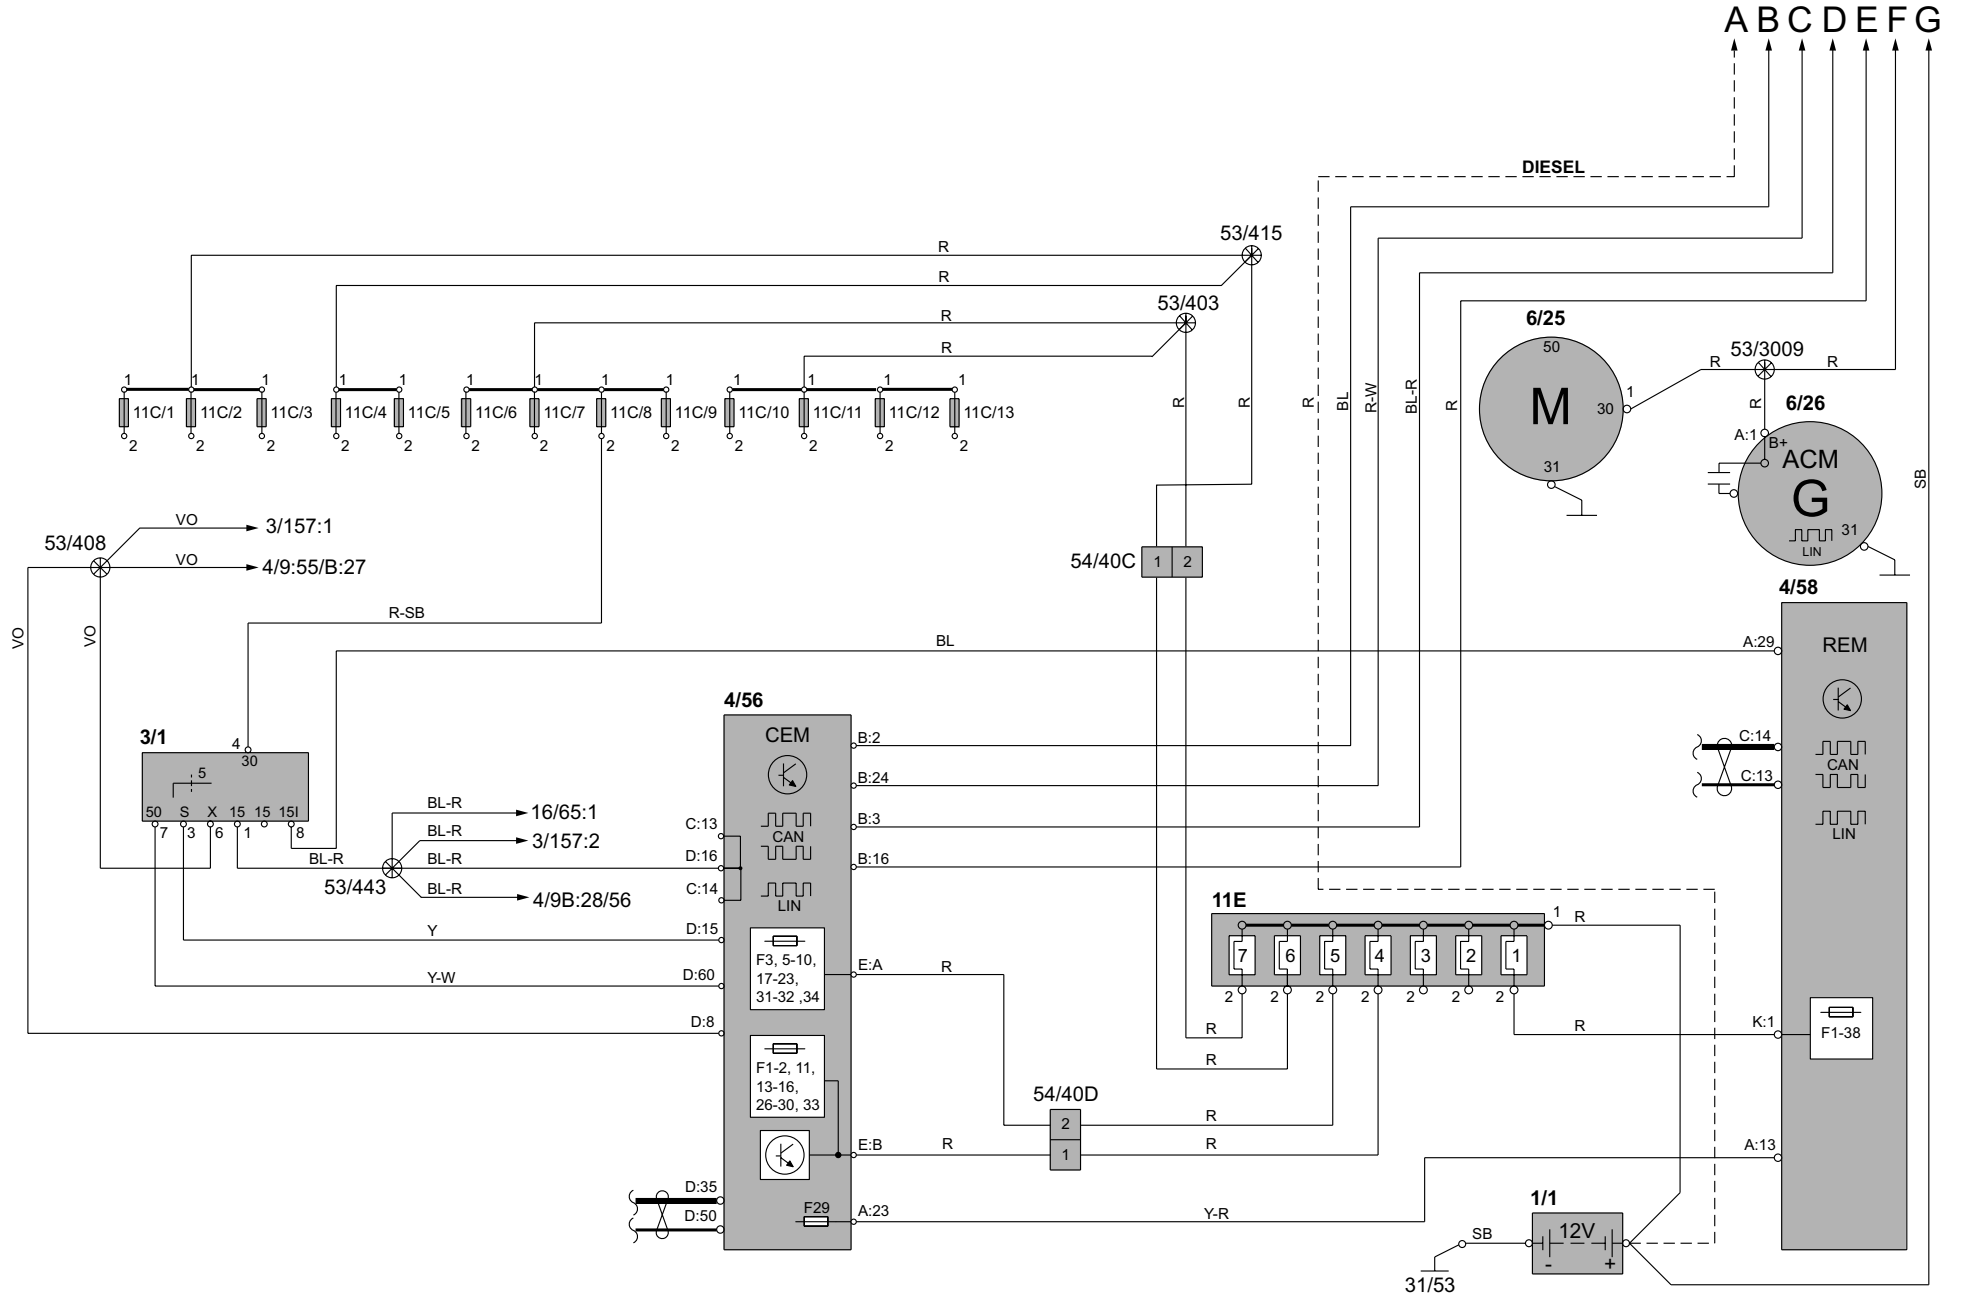 A B C D E F G
DIESEL
53/415
R
R
53/403
R
R
6/25
50
M
30
1
31
53/3009
R
R
R
6/26
A:1
B+
ACM
G
31
LIN
1 1 1 1 1 1 1 1 1 1 1 1 1
11C/1 11C/2 11C/3 11C/4 11C/5 11C/6 11C/7 11C/8 11C/9 11C/10 11C/11 11C/12 11C/13
2 2 2 2 2 2 2 2 2 2 2 2 2
R
R
R
BL
R-W
BL-R
R
SB
53/408
VO
3/157:1
VO
4/9:55/B:27
VO
VO
R-SB
54/40C
1 2
BL
4/58
A:29
REM
C:14
CAN
C:13
LIN
K:1
F1-38
A:13
3/1
4
30
5
50 S X 15 15 15I
7 3 6 1 8
BL-R
53/443
BL-R
16/65:1
BL-R
3/157:2
BL-R
BL-R
4/9B:28/56
Y
Y-W
4/56
CEM
CAN
LIN
C:13
D:16
C:14
D:15
D:60
D:8
D:35
D:50
B:2
B:24
B:3
B:16
E:A
E:B
A:23
F3, 5-10,
17-23,
31-32 ,34
F1-2, 11,
13-16,
26-30, 33
F29
R
R
54/40D
2
1
R
R
R
R
Y-R
11E
1
R
7 6 5 4 3 2 1
2 2 2 2 2 2 2
R
1/1
12V
- +
SB
31/53